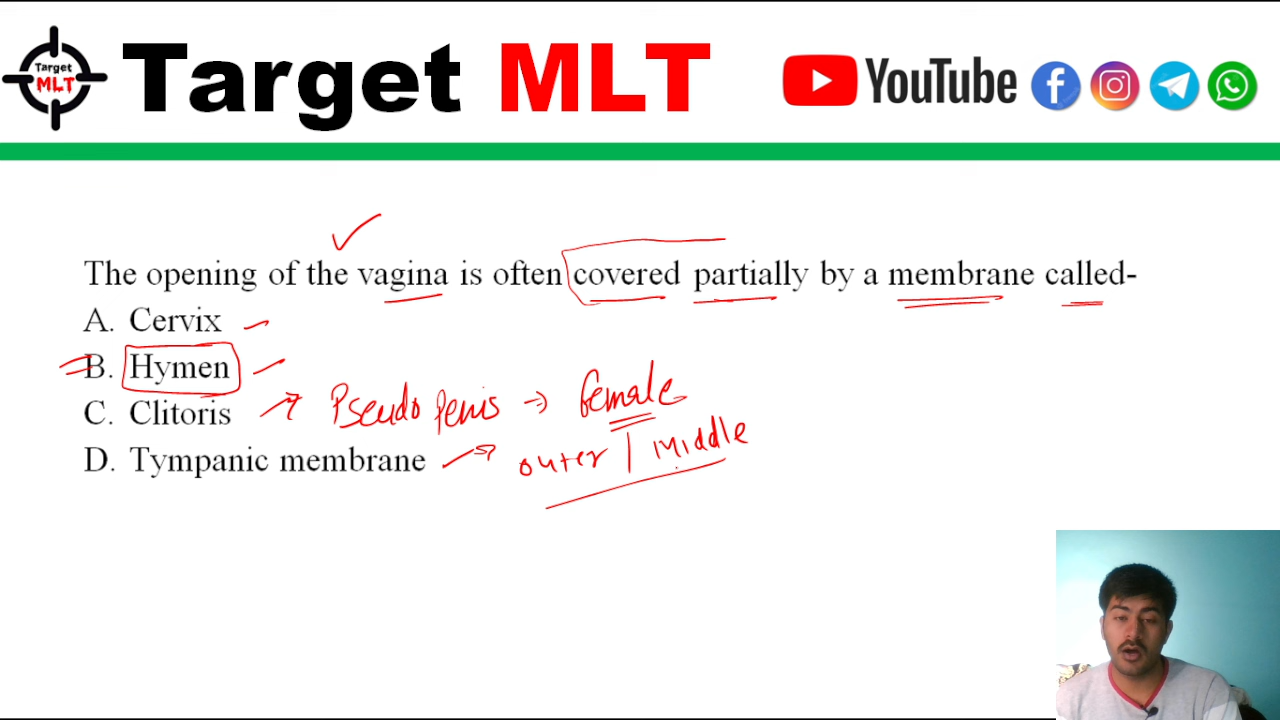 Target
MLT
Target MLT
YouTube
The opening of the vagina is often covered partially by a membrane called-
A. Cervix
B. Hymen
C. Clitoris → Pseudo penis → female
D. Tympanic membrane → outer | Middle